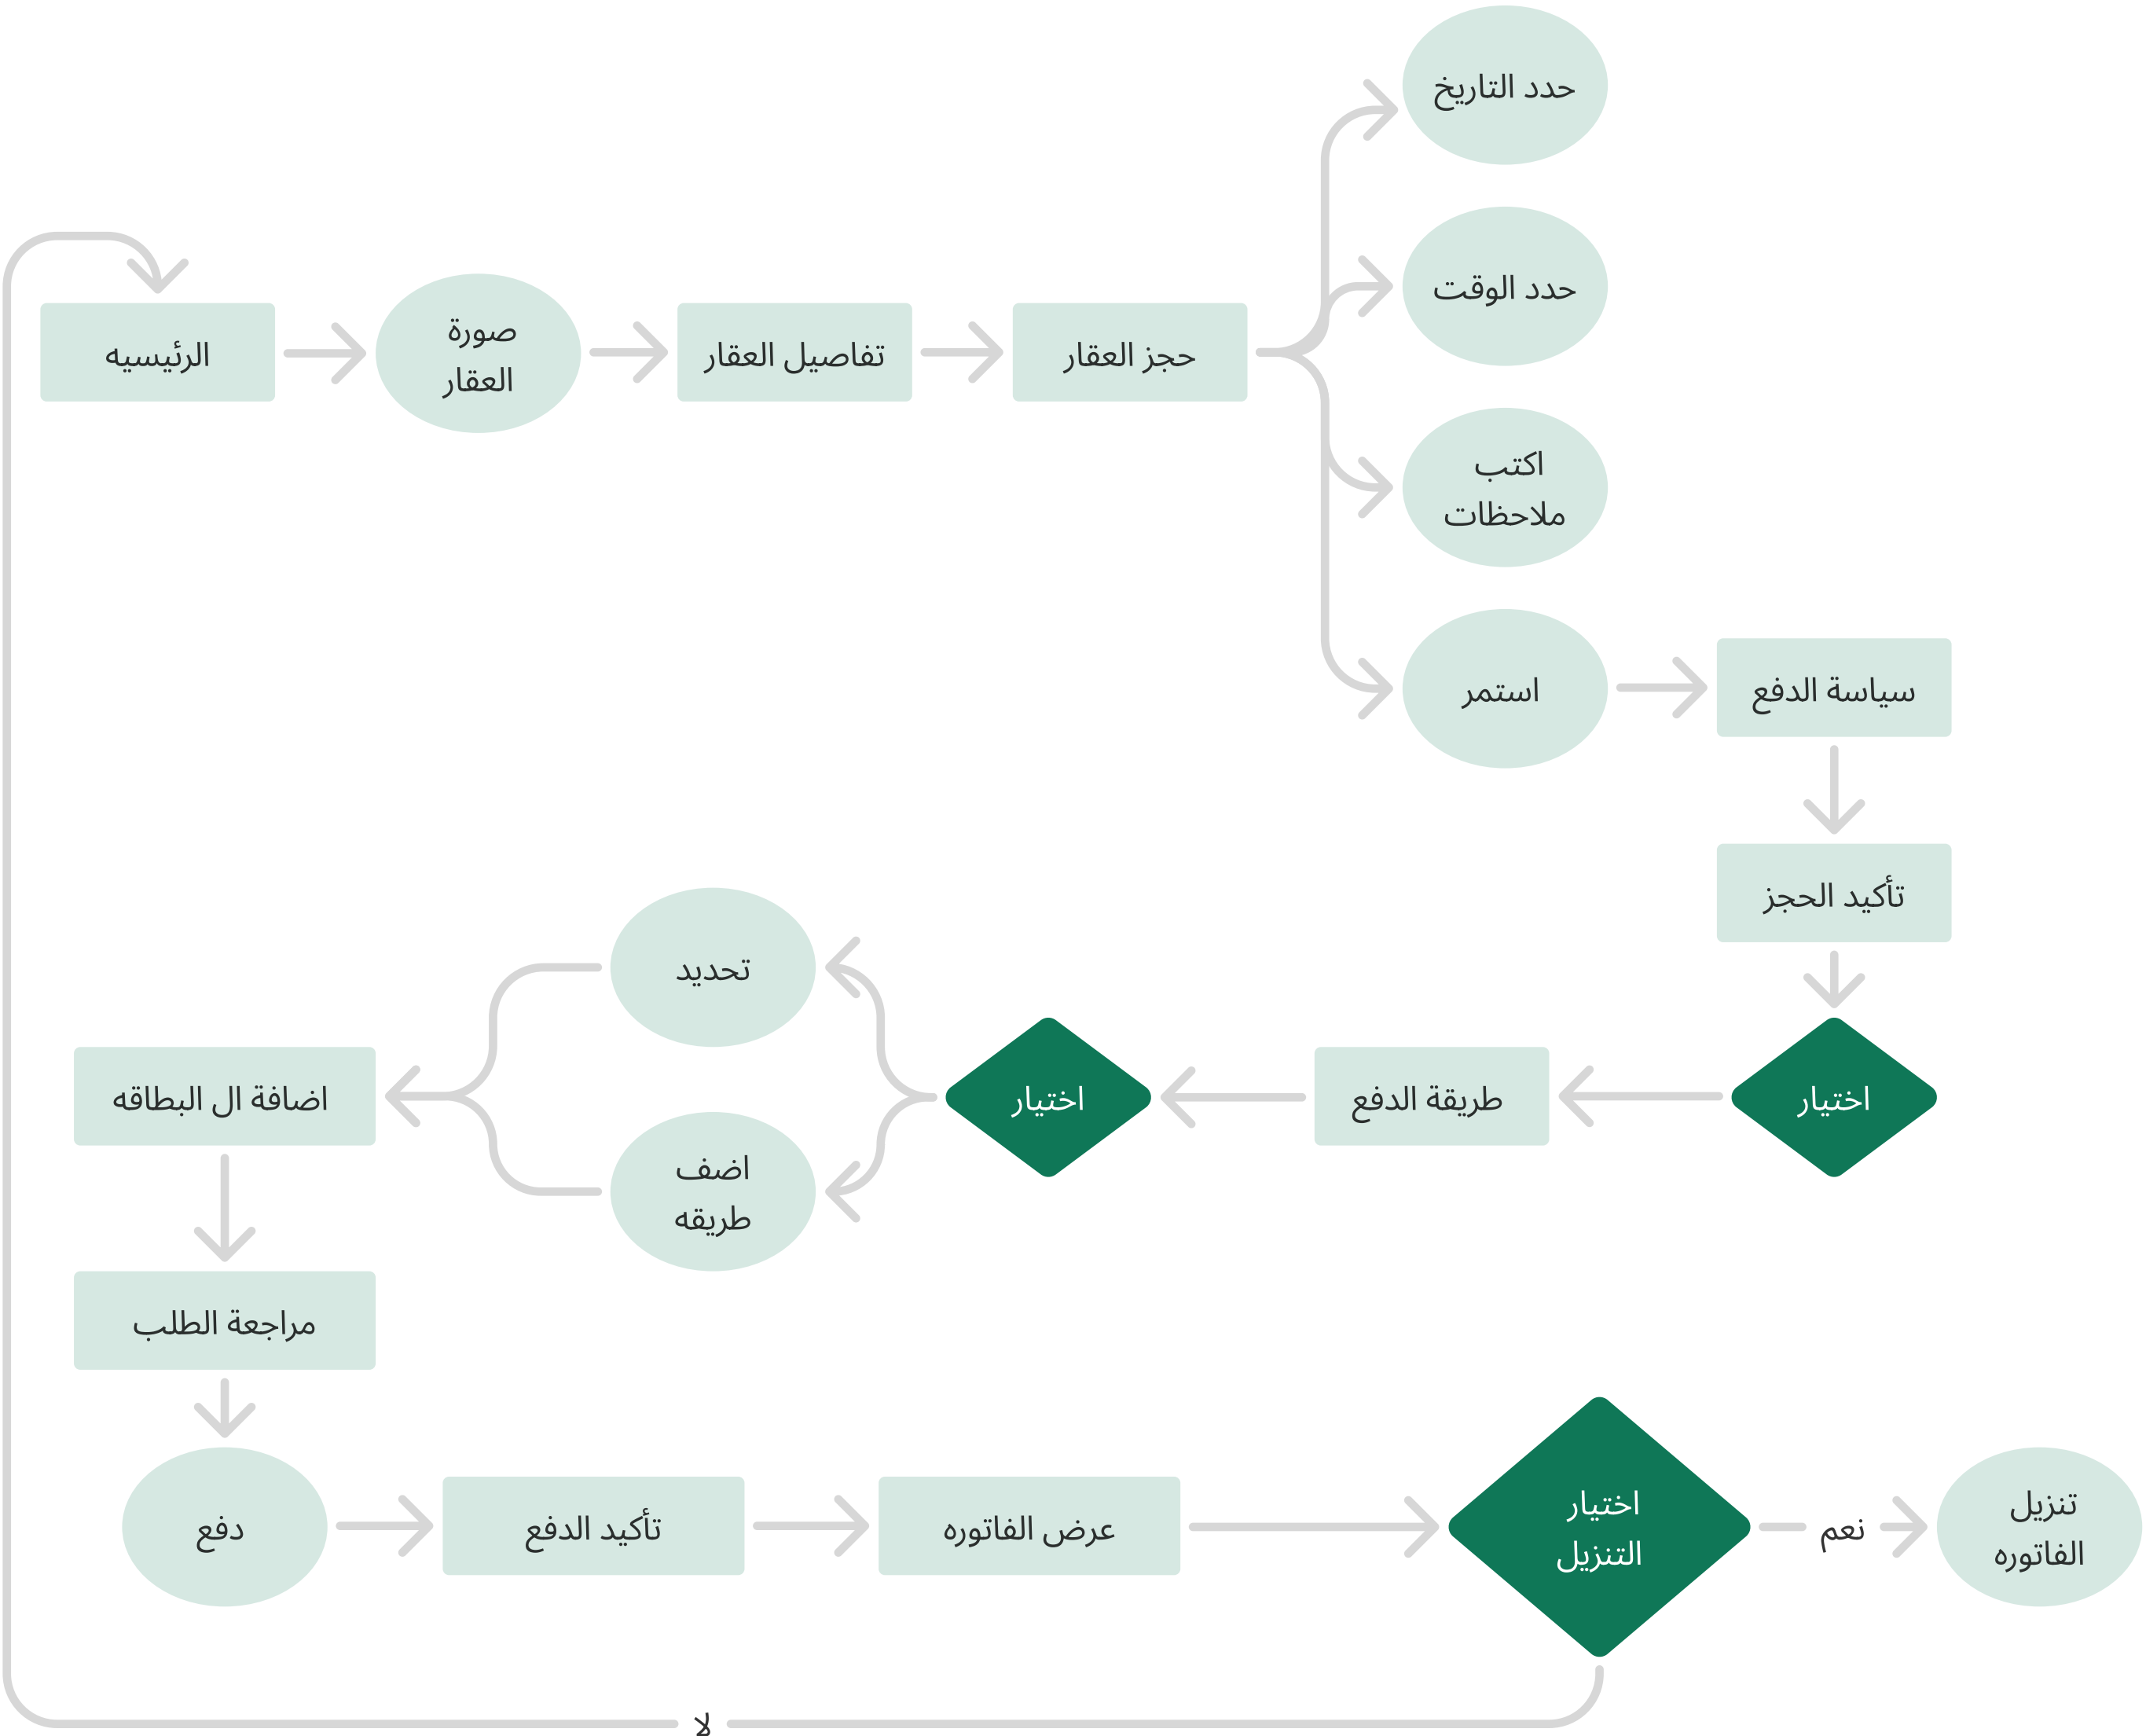 حدد التاريخ
حدد الوقت
الئيسيه
صوة
العقار
تفاصيل العقار
حجز العقار
اكتب
ملاحظات
استمر
سياسة الدفع
تأكيد الحجز
اختيار
طريقة الدفع
اختيار
تحديد
اضف
طريقه
اضافة ال البطاقه
مراجعة الطلب
دفع
تأكيد الدفع
عرض الفاتوره
اختيار
التنزيل
نعم
تنزيل
الفاتوره
لا